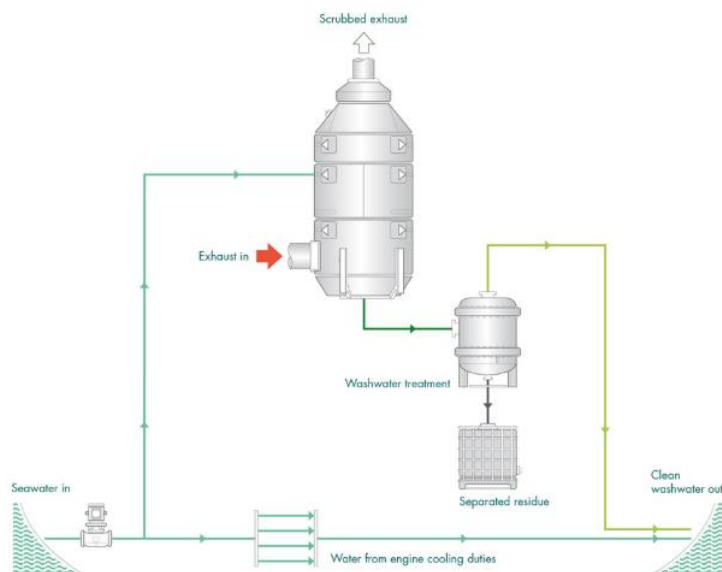 Scrubbed exhaust
Exhaust in
Washwater treatment
Separated residue
Seawater in
Clean
washwater out
Water from engine cooling duties